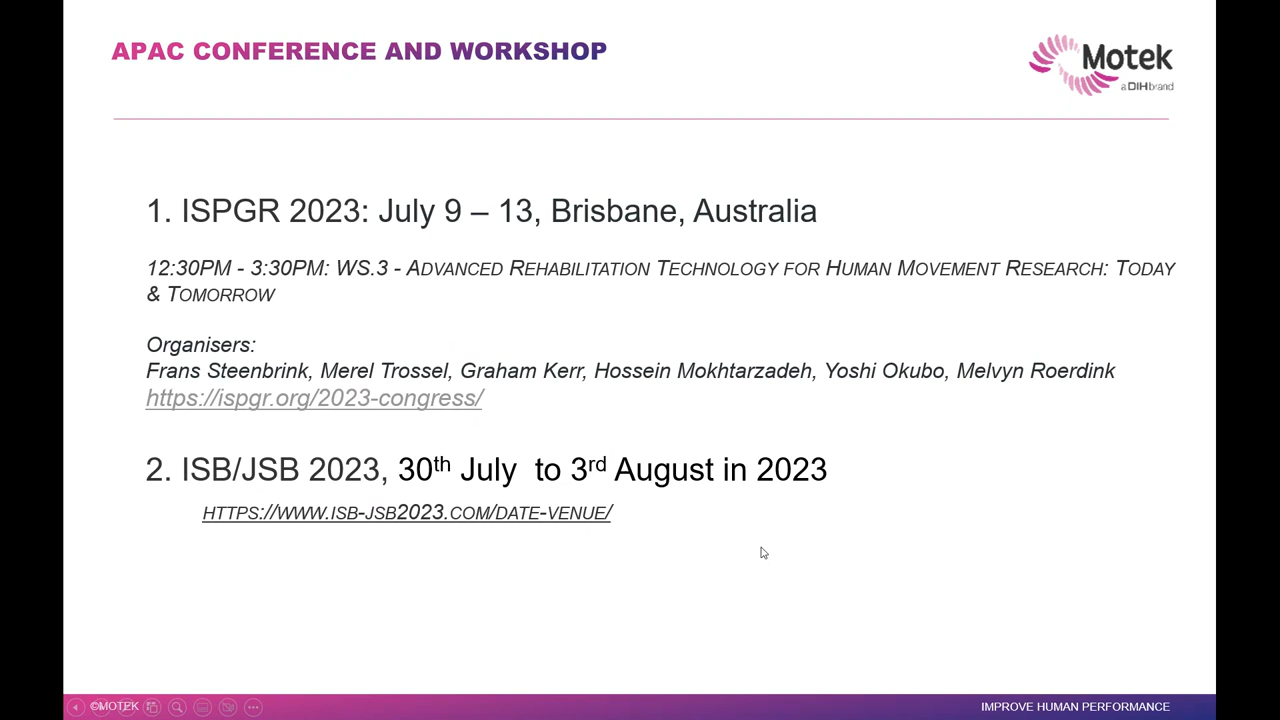 APAC CONFERENCE AND WORKSHOP
Motek
a DIH brand
1. ISPGR 2023: July 9 – 13, Brisbane, Australia
12:30PM - 3:30PM: WS.3 - ADVANCED REHABILITATION TECHNOLOGY FOR HUMAN MOVEMENT RESEARCH: TODAY
& TOMORROW
Organisers:
Frans Steenbrink, Merel Trossel, Graham Kerr, Hossein Mokhtarzadeh, Yoshi Okubo, Melvyn Roerdink
https://ispgr.org/2023-congress/
2. ISB/JSB 2023, 30th July to 3rd August in 2023
HTTPS://WWW.ISB-JSB2023.COM/DATE-VENUE/
©MOTEK
IMPROVE HUMAN PERFORMANCE